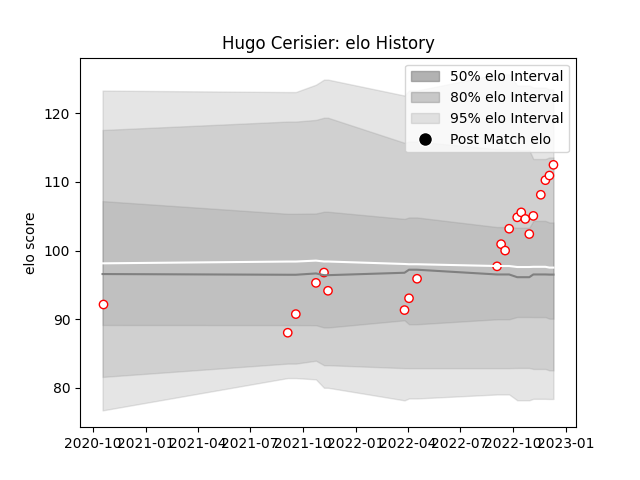 Hugo Cerisier: elo History
50% elo Interval
80% elo Interval
95% elo Interval
Post Match elo
elo score
120
110
100
90
80
2020-10 2021-01 2021-04 2021-07 2021-10 2022-01 2022-04 2022-07 2022-10 2023-01